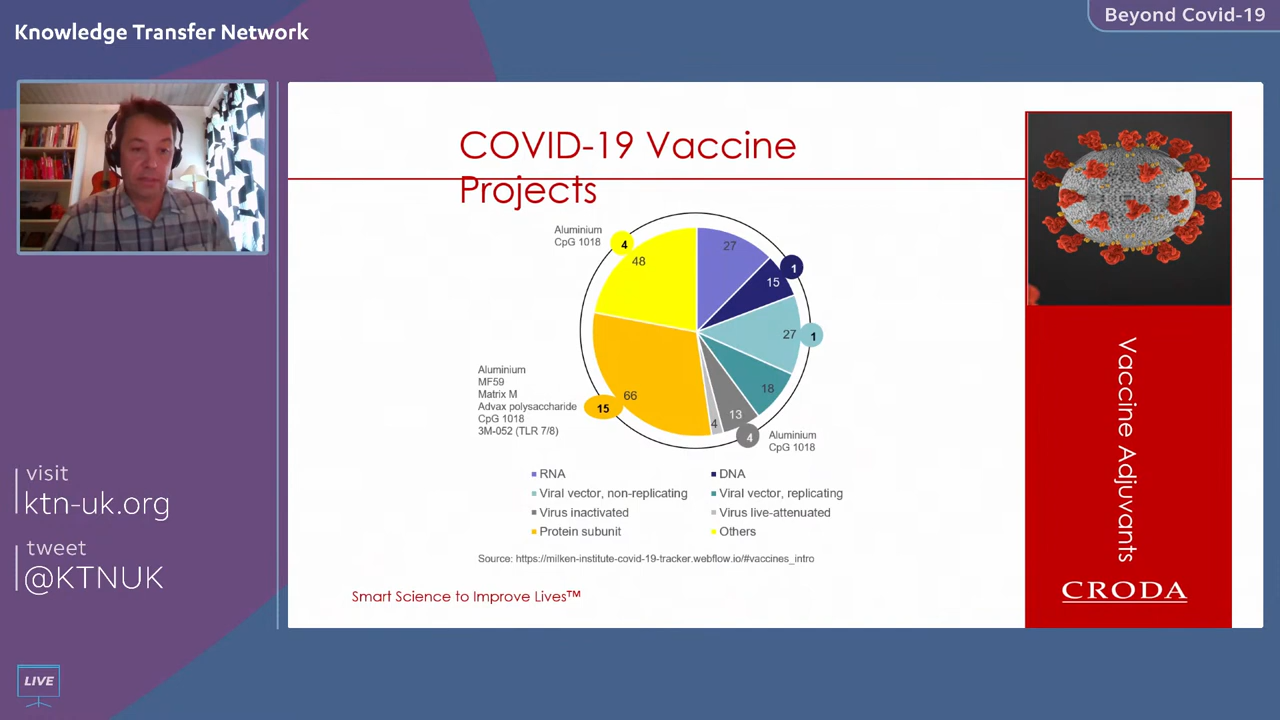 Knowledge Transfer Network
Beyond Covid-19
COVID-19 Vaccine
Projects
Aluminium
CpG 1018
4
48
27
1
15
27
1
18
13
4
4
Aluminium
CpG 1018
66
15
Aluminium
MF59
Matrix M
Advax polysaccharide
CpG 1018
3M-052 (TLR 7/8)
RNA
DNA
Viral vector, non-replicating
Viral vector, replicating
Virus inactivated
Virus live-attenuated
Protein subunit
Others
Source: https://milken-institute-covid-19-tracker.webflow.io/#vaccines_intro
Smart Science to Improve Lives™
Vaccine Adjuvants
CRODA
visit
ktn-uk.org
tweet
@KTNUK
LIVE